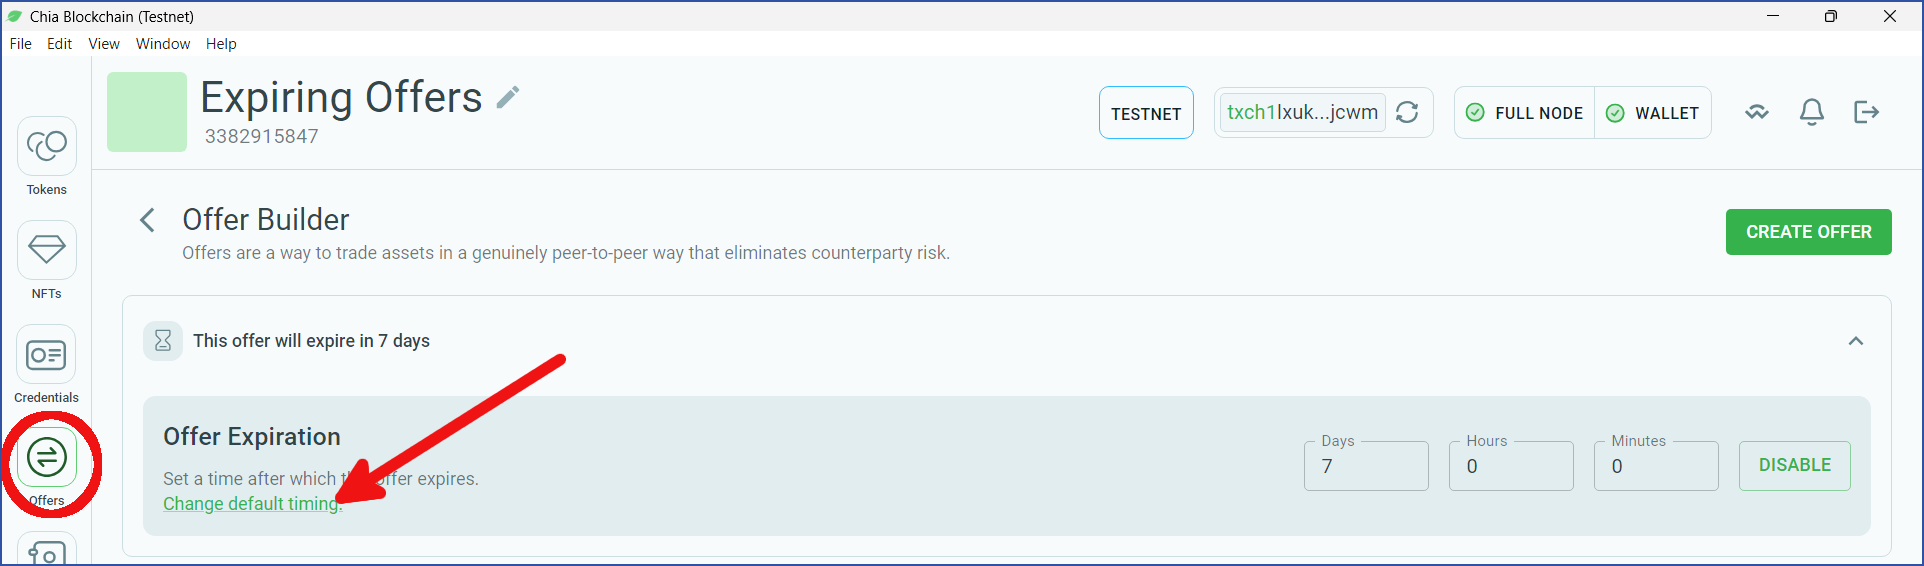 Chia Blockchain (Testnet)
File Edit View Window Help
Expiring Offers
3382915847
TESTNET
txch1lxuk...jcwm
FULL NODE
WALLET
Tokens
NFTs
Credentials
Offers
Offer Builder
Offers are a way to trade assets in a genuinely peer-to-peer way that eliminates counterparty risk.
CREATE OFFER
This offer will expire in 7 days
Offer Expiration
Set a time after which offer expires.
Change default timing.
Days
7
Hours
0
Minutes
0
DISABLE